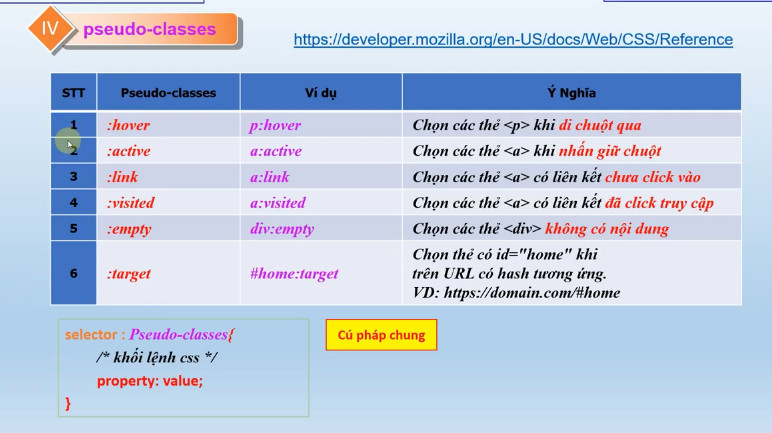 IV pseudo-classes
https://developer.mozilla.org/en-US/docs/Web/CSS/Reference
STT Pseudo-classes Ví dụ Ý Nghĩa
1 :hover p:hover Chọn các thẻ <p> khi di chuột qua
2 :active a:active Chọn các thẻ <a> khi nhấn giữ chuột
3 :link a:link Chọn các thẻ <a> có liên kết chưa click vào
4 :visited a:visited Chọn các thẻ <a> có liên kết đã click truy cập
5 :empty div:empty Chọn các thẻ <div> không có nội dung
6 :target #home:target Chọn thẻ có id="home" khi
trên URL có hash tương ứng.
VD: https://domain.com/#home
selector : Pseudo-classes{
/* khối lệnh css */
property: value;
}
Cú pháp chung